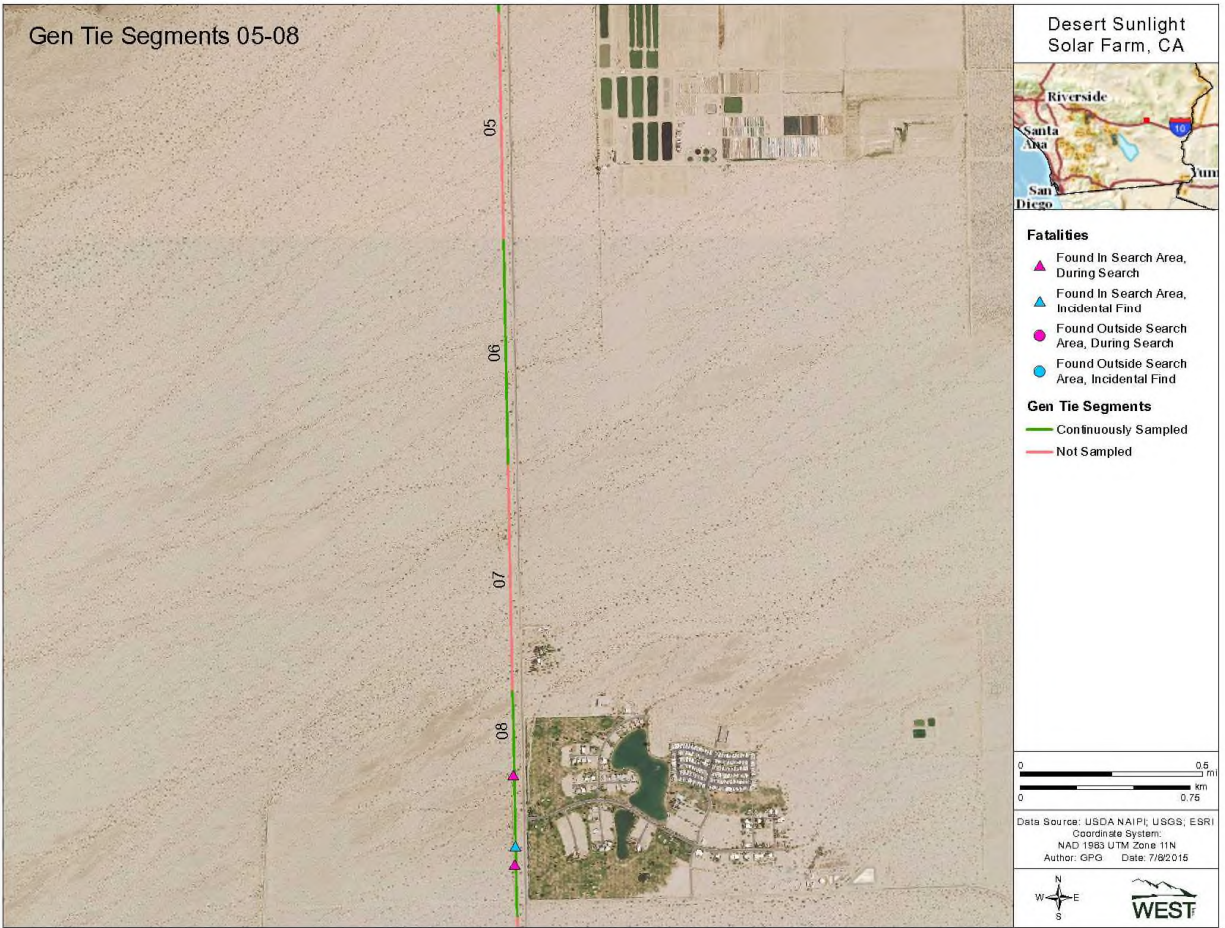 Gen Tie Segments 05-08
05
06
07
08
Desert Sunlight
Solar Farm, CA
Riverside
Santa
Ana
10
San
Diego
Fatalities
Found In Search Area,
During Search
Found In Search Area,
Incidental Find
Found Outside Search
Area, During Search
Found Outside Search
Area, Incidental Find
Gen Tie Segments
Continuously Sampled
Not Sampled
0 0.5
mi
km
0 0.75
Data Source: USDA NAIPI; USGS; ESRI
Coordinate System:
NAD 1983 UTM Zone 11N
Author: GPG Date: 7/8/2015
N
W E
S
WEST